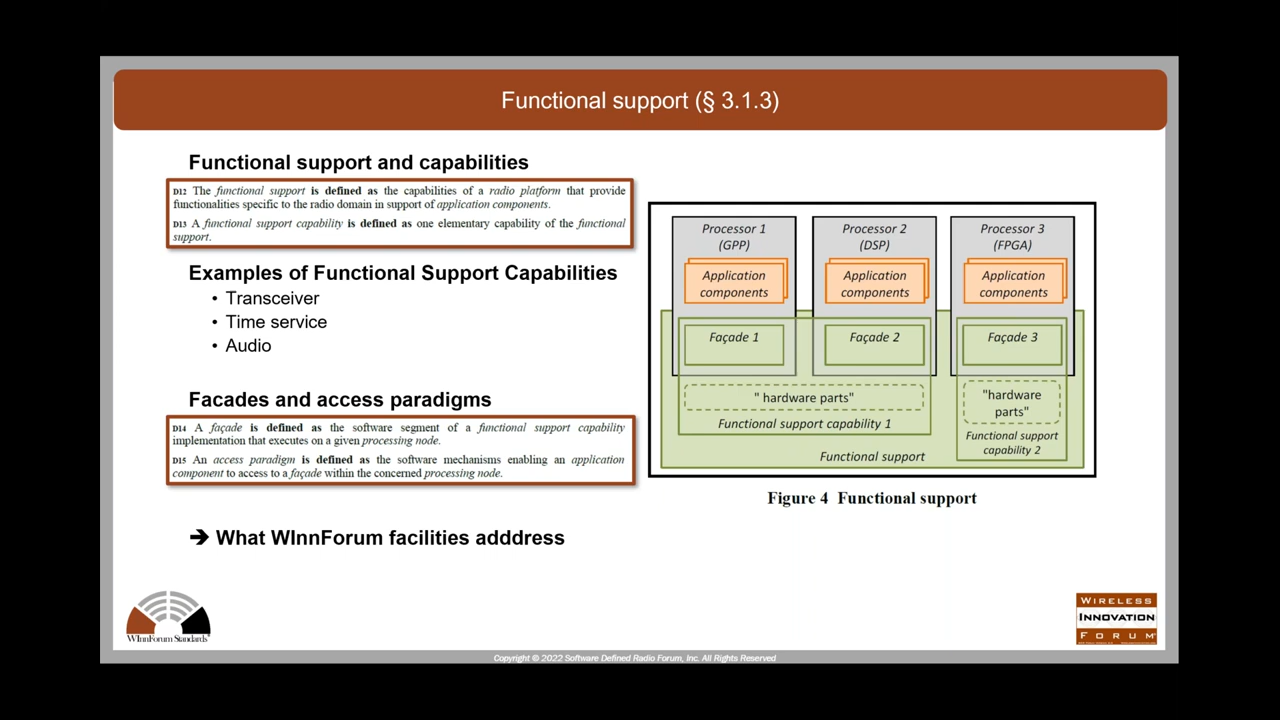 Functional support (§ 3.1.3)
Functional support and capabilities
D12 The functional support is defined as the capabilities of a radio platform that provide
functionalities specific to the radio domain in support of application components.
D13 A functional support capability is defined as one elementary capability of the functional
support.
Examples of Functional Support Capabilities
• Transceiver
• Time service
• Audio
Facades and access paradigms
D14 A façade is defined as the software segment of a functional support capability
implementation that executes on a given processing node.
D15 An access paradigm is defined as the software mechanisms enabling an application
component to access to a façade within the concerned processing node.
➔ What WInnForum facilities adddress
Processor 1
(GPP)
Processor 2
(DSP)
Processor 3
(FPGA)
Application
components
Application
components
Application
components
Façade 1
Façade 2
Façade 3
" hardware parts"
"hardware
parts"
Functional support capability 1
Functional support
capability 2
Functional support
Figure 4 Functional support
WInnForum Standards
WIRELESS
INNOVATION
FORUM
Copyright © 2022 Software Defined Radio Forum, Inc. All Rights Reserved